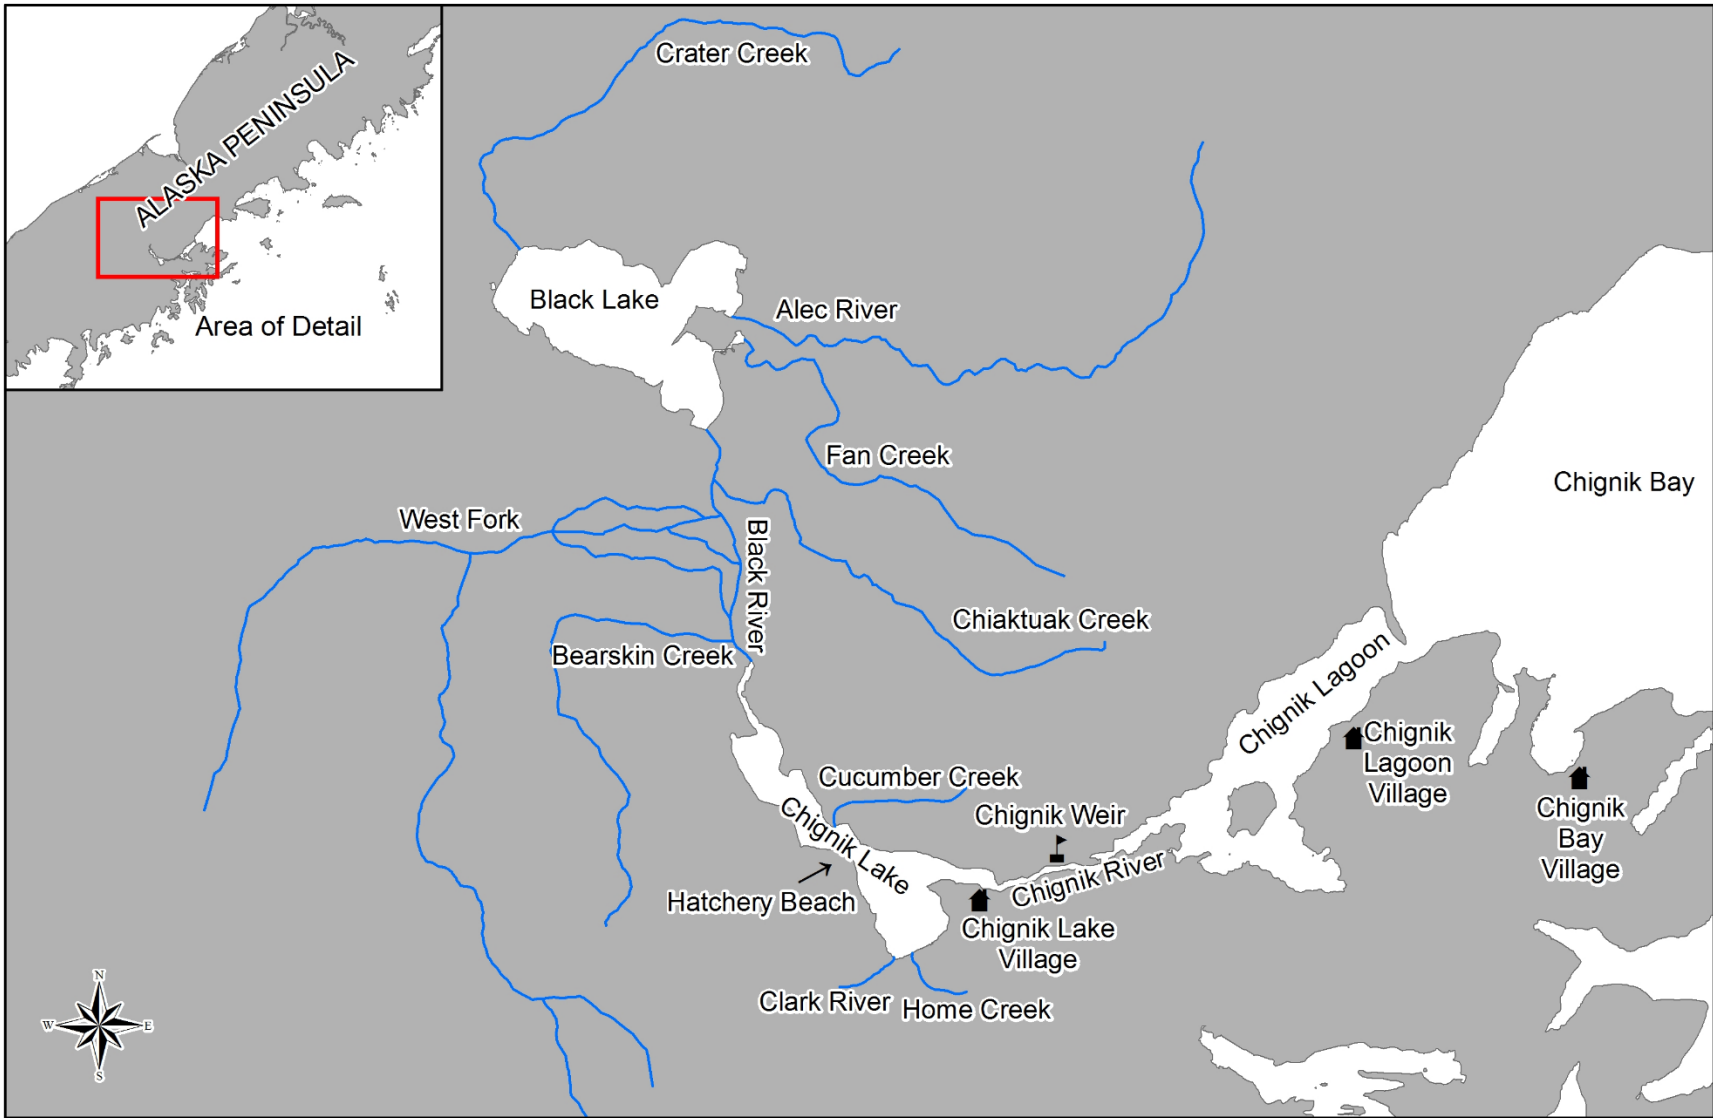 ALASKA PENINSULA
Area of Detail
Crater Creek
Black Lake
Alec River
Fan Creek
Chignik Bay
West Fork
Black River
Chiaktuak Creek
Bearskin Creek
Chignik Lagoon
Chignik
Lagoon
Village
Cucumber Creek
Chignik Weir
Chignik
Bay
Village
Chignik Lake
Chignik River
Hatchery Beach
Chignik Lake
Village
Clark River
Home Creek
N
W
E
S